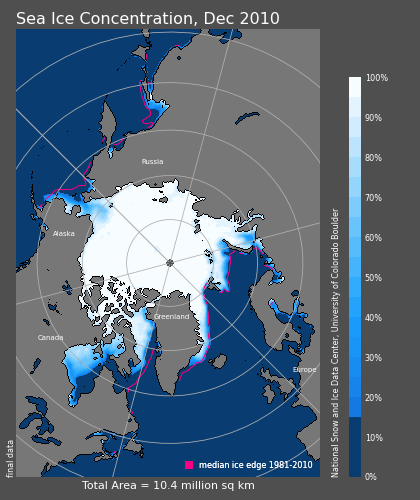 Sea Ice Concentration, Dec 2010
100%
90%
80%
70%
60%
50%
40%
30%
20%
10%
0%
Russia
Alaska
Greenland
Canada
Europe
National Snow and Ice Data Center, University of Colorado Boulder
final data
median ice edge 1981-2010
Total Area = 10.4 million sq km